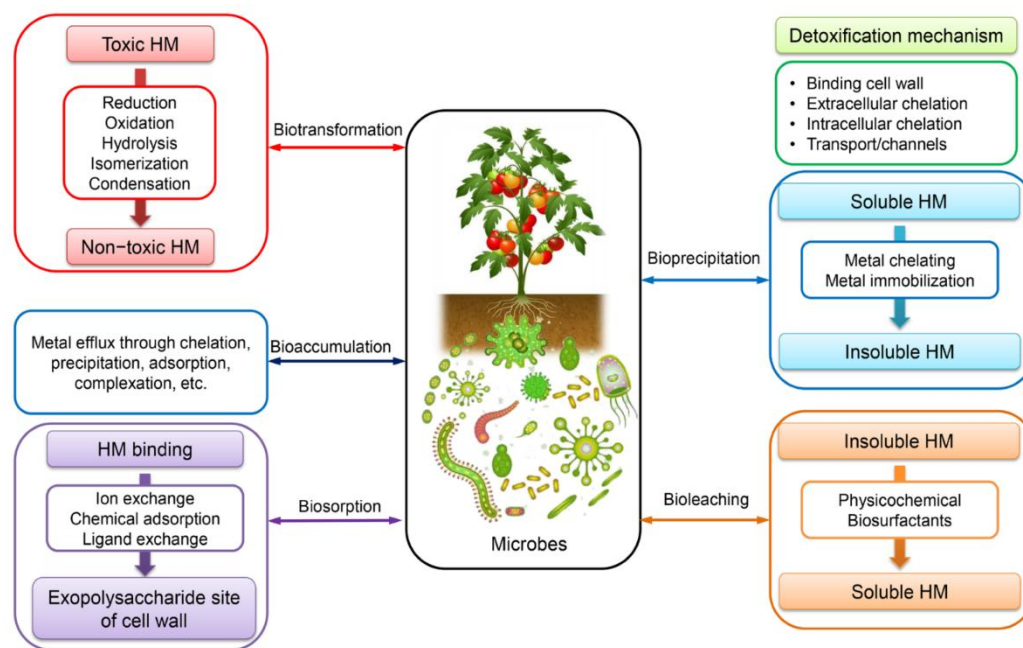 Toxic HM
Reduction
Oxidation
Hydrolysis
Isomerization
Condensation
Non−toxic HM
Biotransformation
Metal efflux through chelation,
precipitation, adsorption,
complexation, etc.
Bioaccumulation
HM binding
Ion exchange
Chemical adsorption
Ligand exchange
Exopolysaccharide site
of cell wall
Biosorption
Microbes
Detoxification mechanism
• Binding cell wall
• Extracellular chelation
• Intracellular chelation
• Transport/channels
Bioprecipitation
Soluble HM
Metal chelating
Metal immobilization
Insoluble HM
Bioleaching
Insoluble HM
Physicochemical
Biosurfactants
Soluble HM